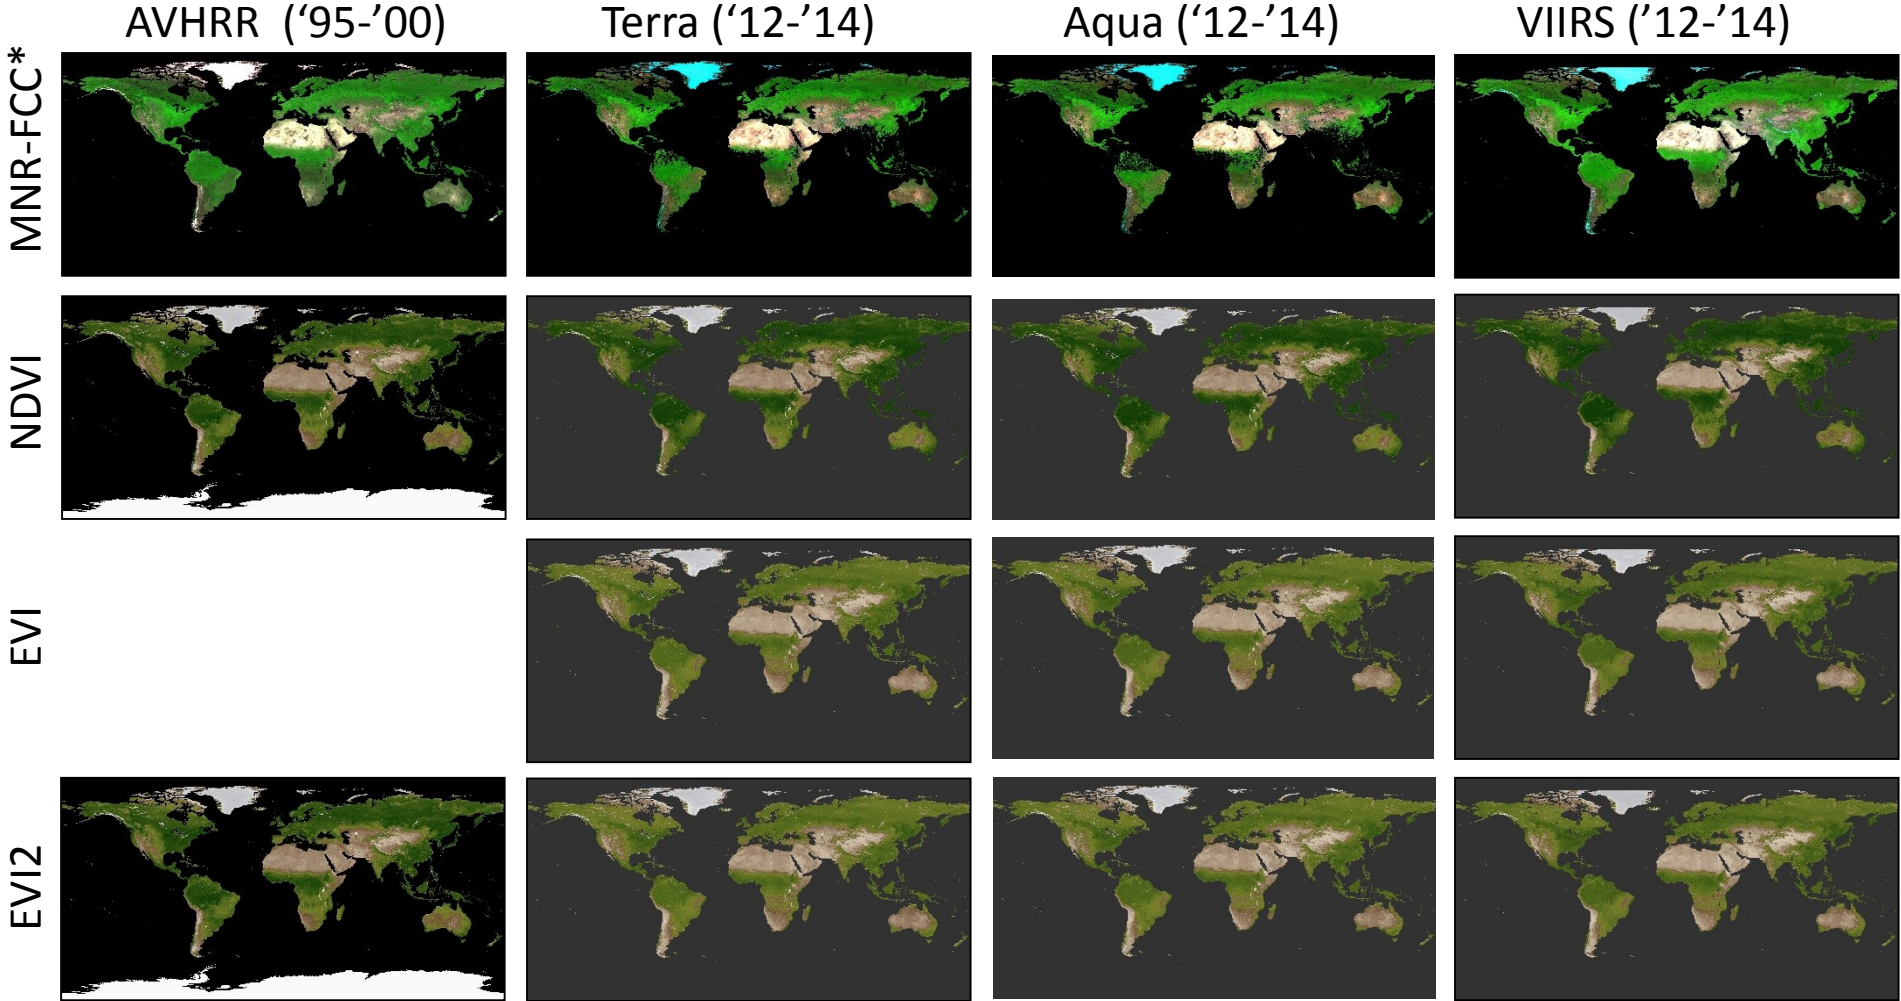 AVHRR (‘95-’00) Terra (‘12-’14) Aqua (‘12-’14) VIIRS (’12-’14)
MNR-FCC*
NDVI
EVI
EVI2